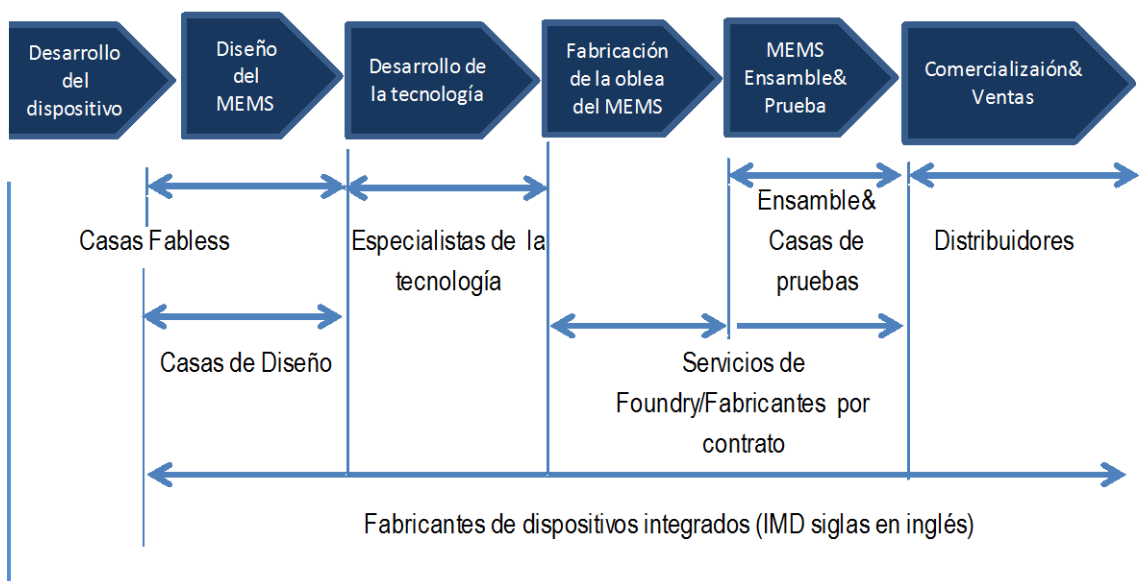 Desarrollo
del
dispositivo
Diseño
del
MEMS
Desarrollo de
la tecnología
Fabricación
de la oblea
del MEMS
MEMS
Ensamble&
Prueba
Comercializaión&
Ventas
Casas Fabless
Especialistas de la
tecnología
Ensamble&
Casas de
pruebas
Distribuidores
Casas de Diseño
Servicios de
Foundry/Fabricantes por
contrato
Fabricantes de dispositivos integrados (IMD siglas en inglés)